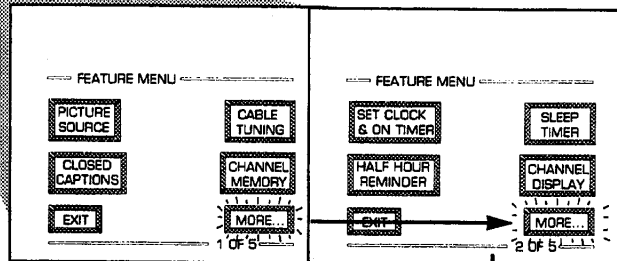 FEATURE MENU
PICTURE SOURCE
CABLE TUNING
CLOSED CAPTIONS
CHANNEL MEMORY
EXIT
MORE...
1 OF 5
FEATURE MENU
SET CLOCK & ON TIMER
SLEEP TIMER
HALF HOUR REMINDER
CHANNEL DISPLAY
EXIT
MORE...
2 OF 5